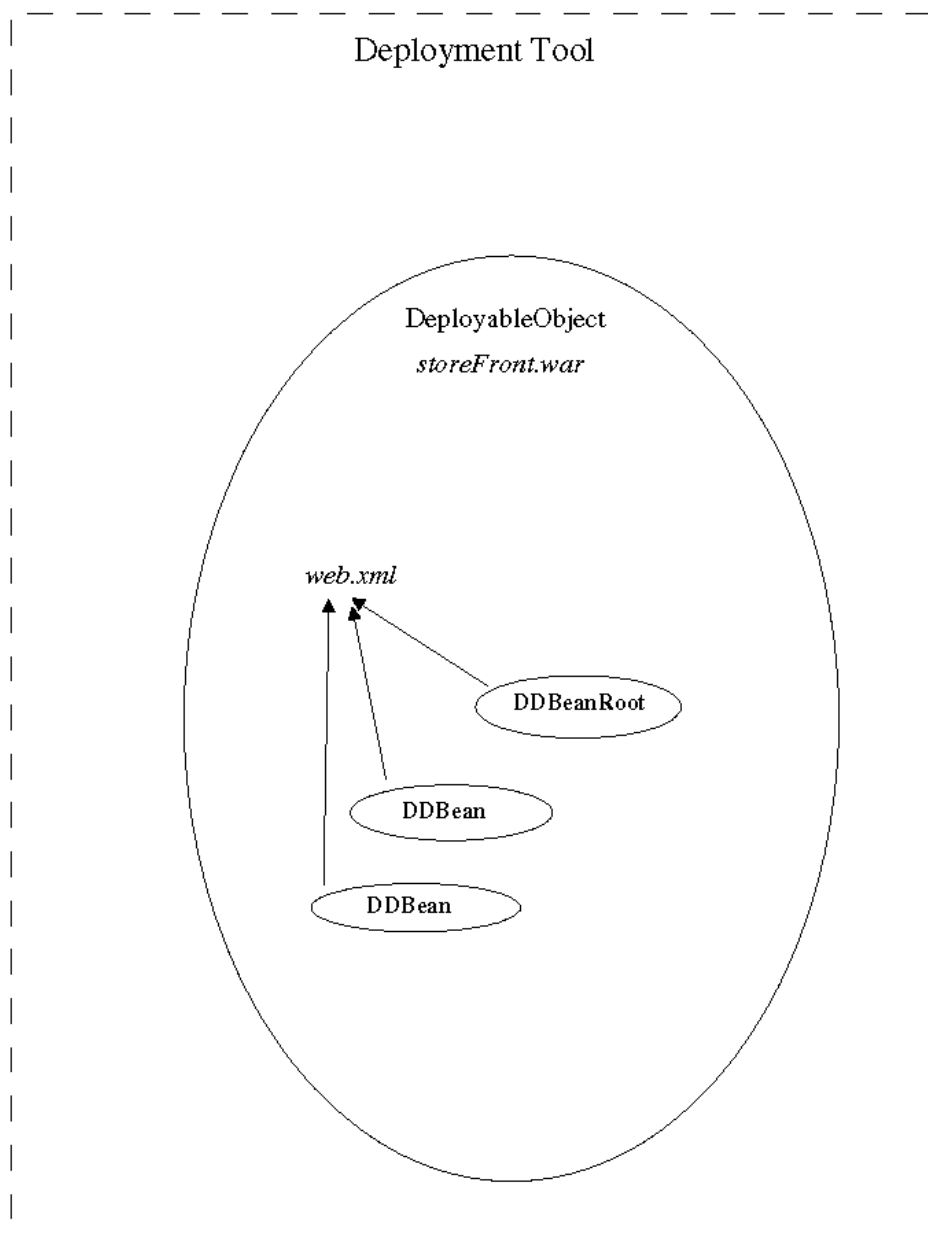 Deployment Tool
DeployableObject
storeFront.war
web.xml
DDBeanRoot
DDBean
DDBean